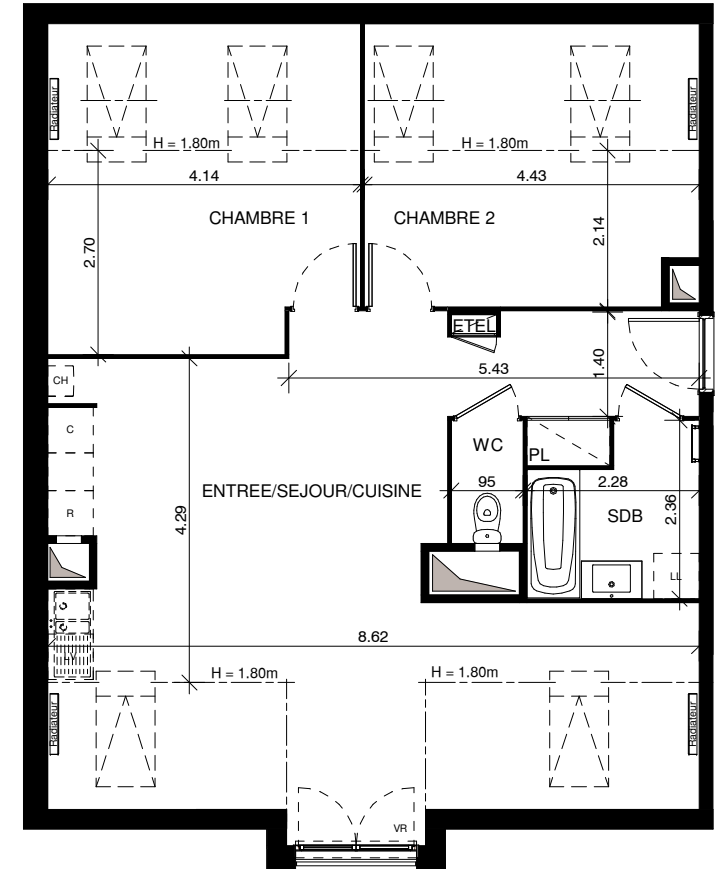 Radiateur
Radiateur
H = 1.80m
H = 1.80m
4.14
4.43
CHAMBRE 1
CHAMBRE 2
2.70
2.14
ETEL
1.40
5.43
CH
C
WC
PL
ENTREE/SEJOUR/CUISINE
95
2.28
R
SDB
2.36
4.29
LL
8.62
LV
H = 1.80m
H = 1.80m
Radiateur
Radiateur
VR